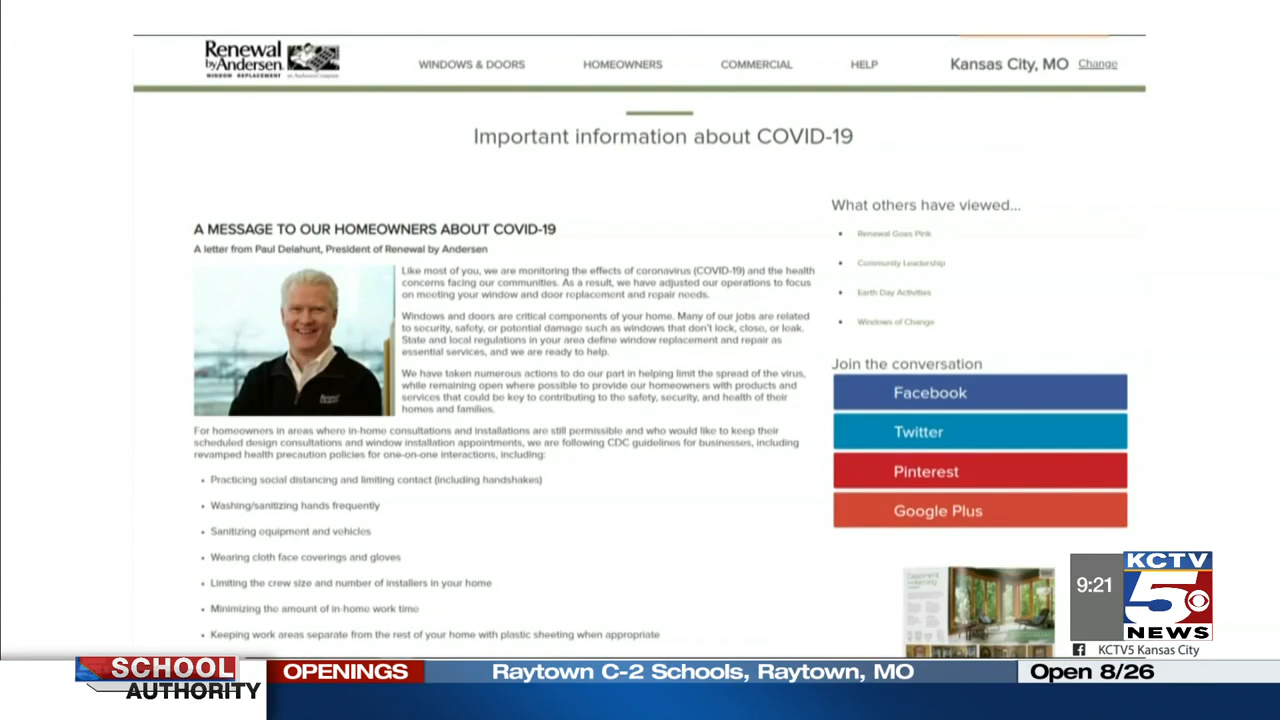 Renewal
by Andersen.
WINDOW REPLACEMENT an Andersen Company
WINDOWS & DOORS
HOMEOWNERS
COMMERCIAL
HELP
Kansas City, MO Change
Important information about COVID-19
A MESSAGE TO OUR HOMEOWNERS ABOUT COVID-19
A letter from Paul Delahunt, President of Renewal by Andersen
Like most of you, we are monitoring the effects of coronavirus (COVID-19) and the health
concerns facing our communities. As a result, we have adjusted our operations to focus
on meeting your window and door replacement and repair needs.
Windows and doors are critical components of your home. Many of our jobs are related
to security, safety, or potential damage such as windows that don't lock, close, or leak.
State and local regulations in your area define window replacement and repair as
essential services, and we are ready to help.
We have taken numerous actions to do our part in helping limit the spread of the virus,
while remaining open where possible to provide our homeowners with products and
services that could be key to contributing to the safety, security, and health of their
homes and families.
For homeowners in areas where in-home consultations and installations are still permissible and who would like to keep their
scheduled design consultations and window installation appointments, we are following CDC guidelines for businesses, including
revamped health precaution policies for one-on-one interactions, including:
• Practicing social distancing and limiting contact (including handshakes)
• Washing/sanitizing hands frequently
• Sanitizing equipment and vehicles
• Wearing cloth face coverings and gloves
• Limiting the crew size and number of installers in your home
• Minimizing the amount of in-home work time
• Keeping work areas separate from the rest of your home with plastic sheeting when appropriate
What others have viewed...
• Renewal Goes Pink
• Community Leadership
• Earth Day Activities
• Windows of Change
Join the conversation
Facebook
Twitter
Pinterest
Google Plus
9:21
KCTV
5
NEWS
KCTV5 Kansas City
SCHOOL
AUTHORITY
OPENINGS
Raytown C-2 Schools, Raytown, MO
Open 8/26